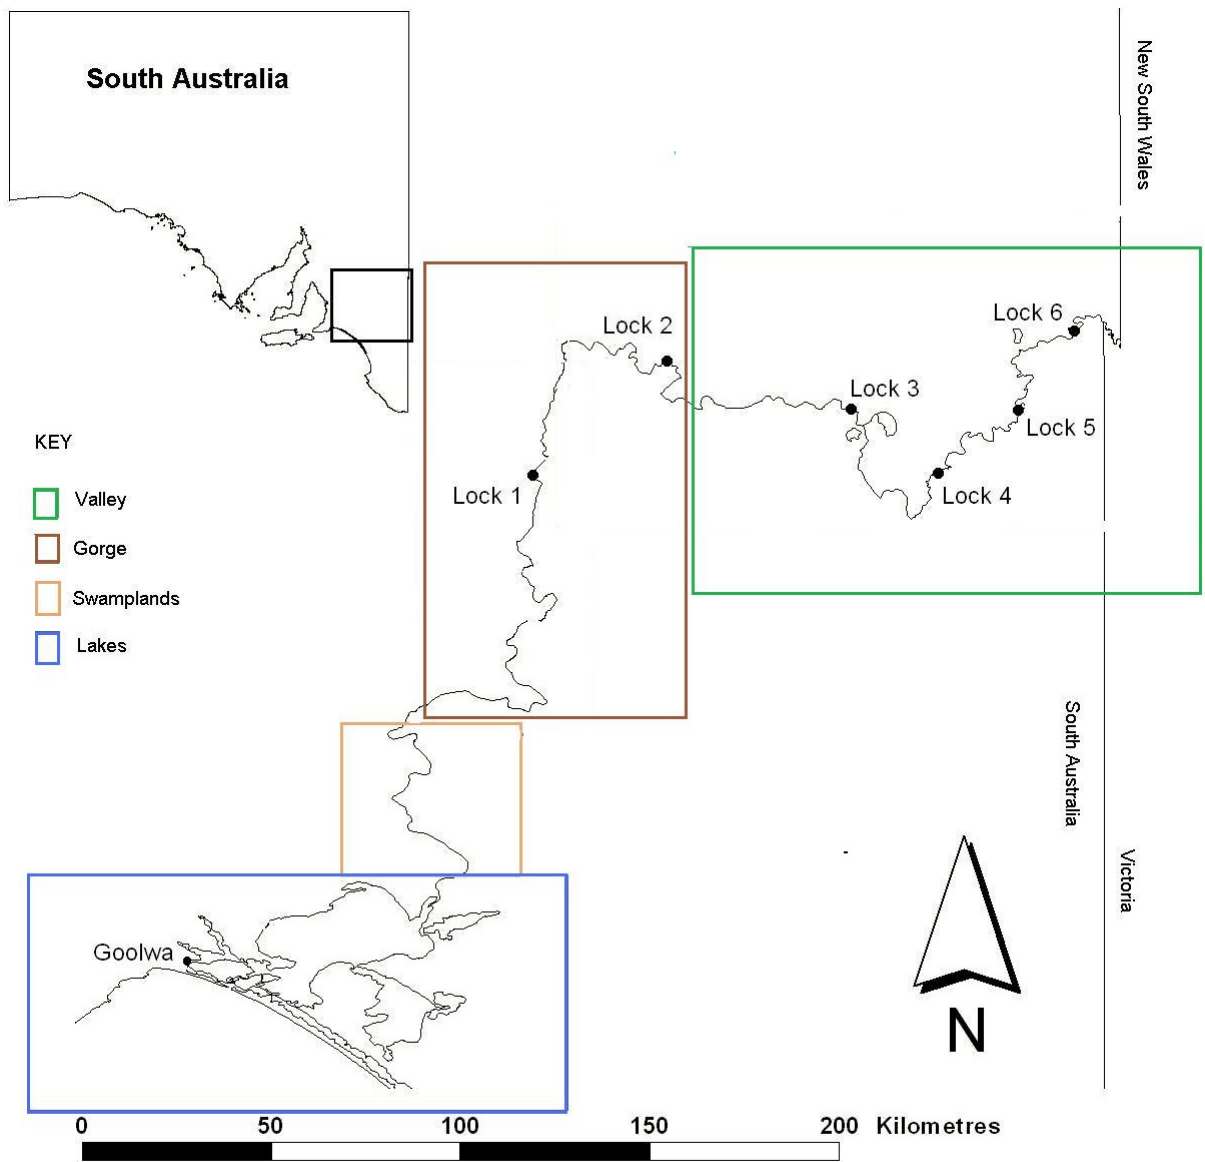 South Australia
New South Wales
Lock 6
Lock 2
Lock 3
Lock 5
KEY
Lock 4
Lock 1
Valley
Gorge
Swamplands
Lakes
South Australia
Victoria
Goolwa
N
0 50 100 150 200 Kilometres